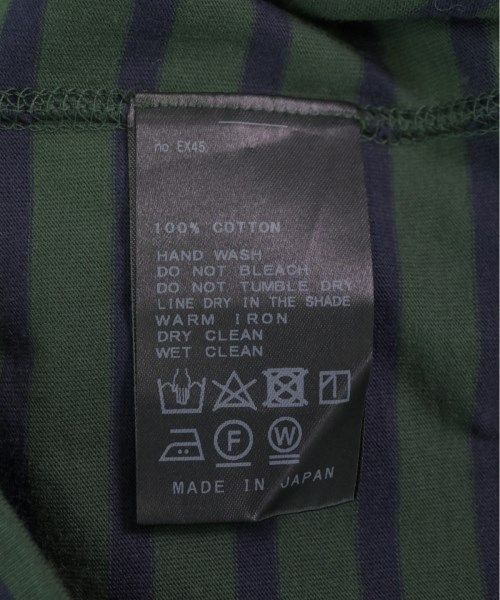 no. EX45
100% COTTON
HAND WASH
DO NOT BLEACH
DO NOT TUMBLE DRY
LINE DRY IN THE SHADE
WARM IRON
DRY CLEAN
WET CLEAN
F W
MADE IN JAPAN